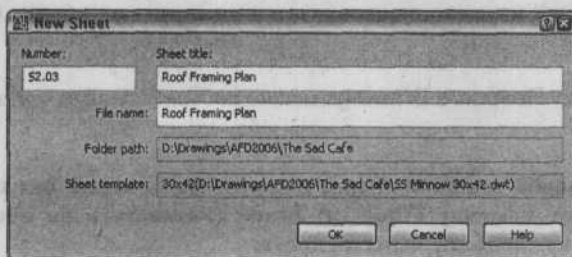 New Sheet
Number: Sheet title:
S2.03 Roof Framing Plan
File name: Roof Framing Plan
Folder path: D:\Drawings\AFD2006\The Sad Cafe
Sheet template: 30x42(D:\Drawings\AFD2006\The Sad Cafe\SS Minnow 30x42.dwt)
OK Cancel Help